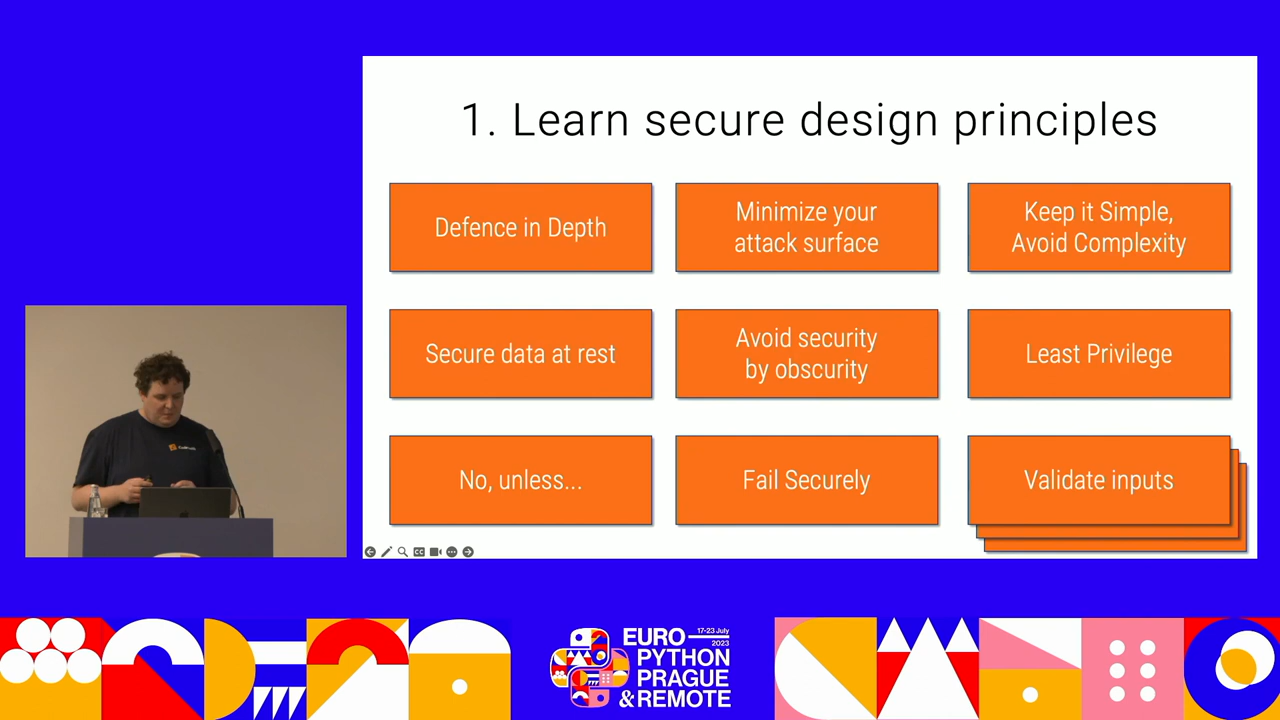 1. Learn secure design principles
Defence in Depth
Minimize your
attack surface
Keep it Simple,
Avoid Complexity
Secure data at rest
Avoid security
by obscurity
Least Privilege
No, unless...
Fail Securely
Validate inputs
EURO
17-23 July
2023
PYTHON
PRAGUE
& REMOTE